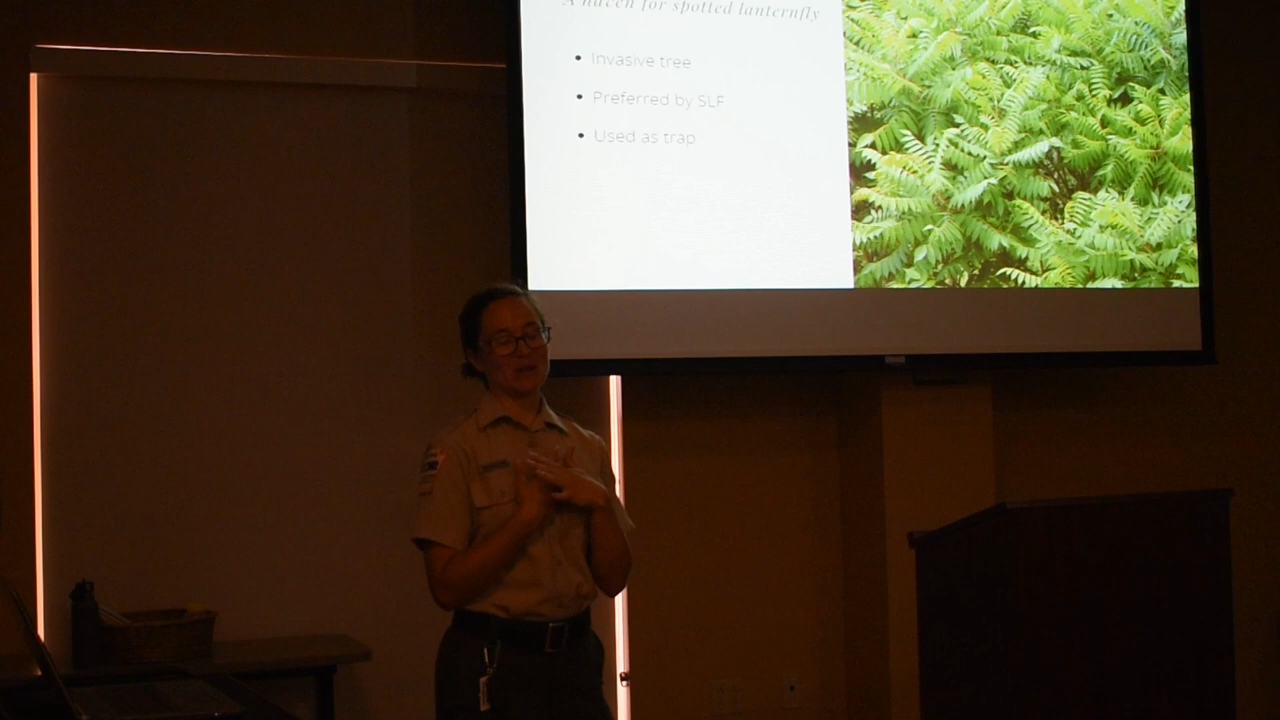 A haven for spotted lanternfly
Invasive tree
Preferred by SLF
Used as trap